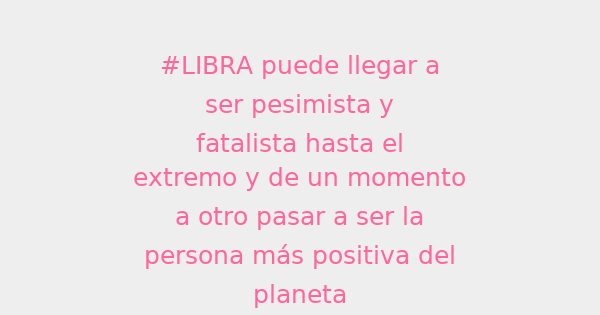 #LIBRA puede llegar a
ser pesimista y
fatalista hasta el
extremo y de un momento
a otro pasar a ser la
persona más positiva del
planeta